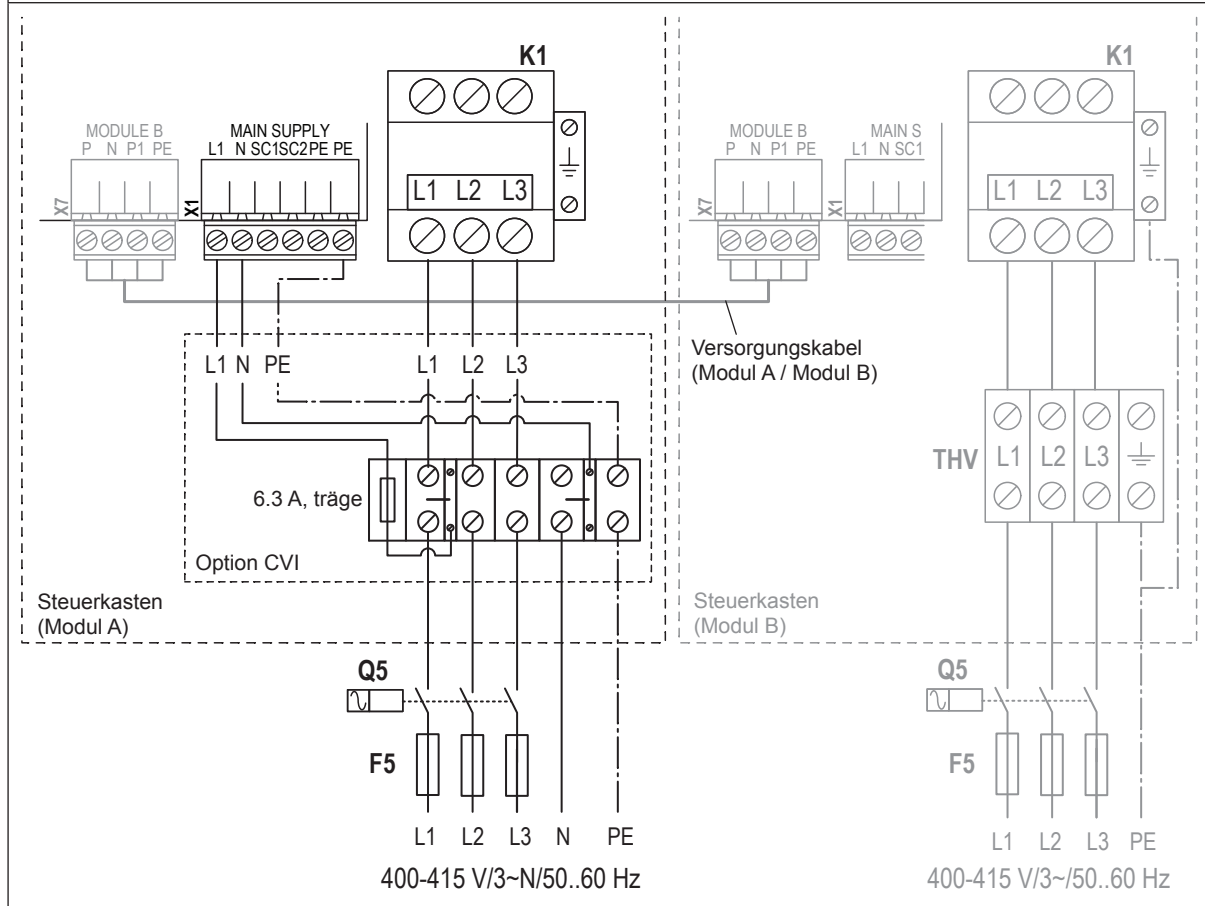 K1
K1
MODULE B
P N P1 PE
MAIN SUPPLY
L1 N SC1SC2PE PE
MODULE B
P N P1 PE
MAIN S
L1 N SC1
X7
X1
L1 L2 L3
X7
X1
L1 L2 L3
L1 N PE
L1 L2 L3
Versorgungskabel
(Modul A / Modul B)
6.3 A, träge
THV
L1 L2 L3
Option CVI
Steuerkasten
(Modul A)
Steuerkasten
(Modul B)
Q5
Q5
F5
F5
L1 L2 L3 N PE
L1 L2 L3 PE
400-415 V/3~N/50..60 Hz
400-415 V/3~/50..60 Hz